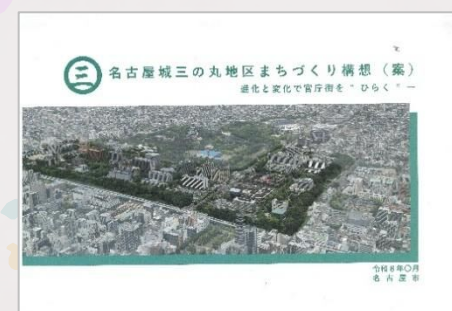 三 名古屋城三の丸地区まちづくり構想（案）
進化と変化で官庁街を“ひらく”ー
令和8年〇月
名古屋市